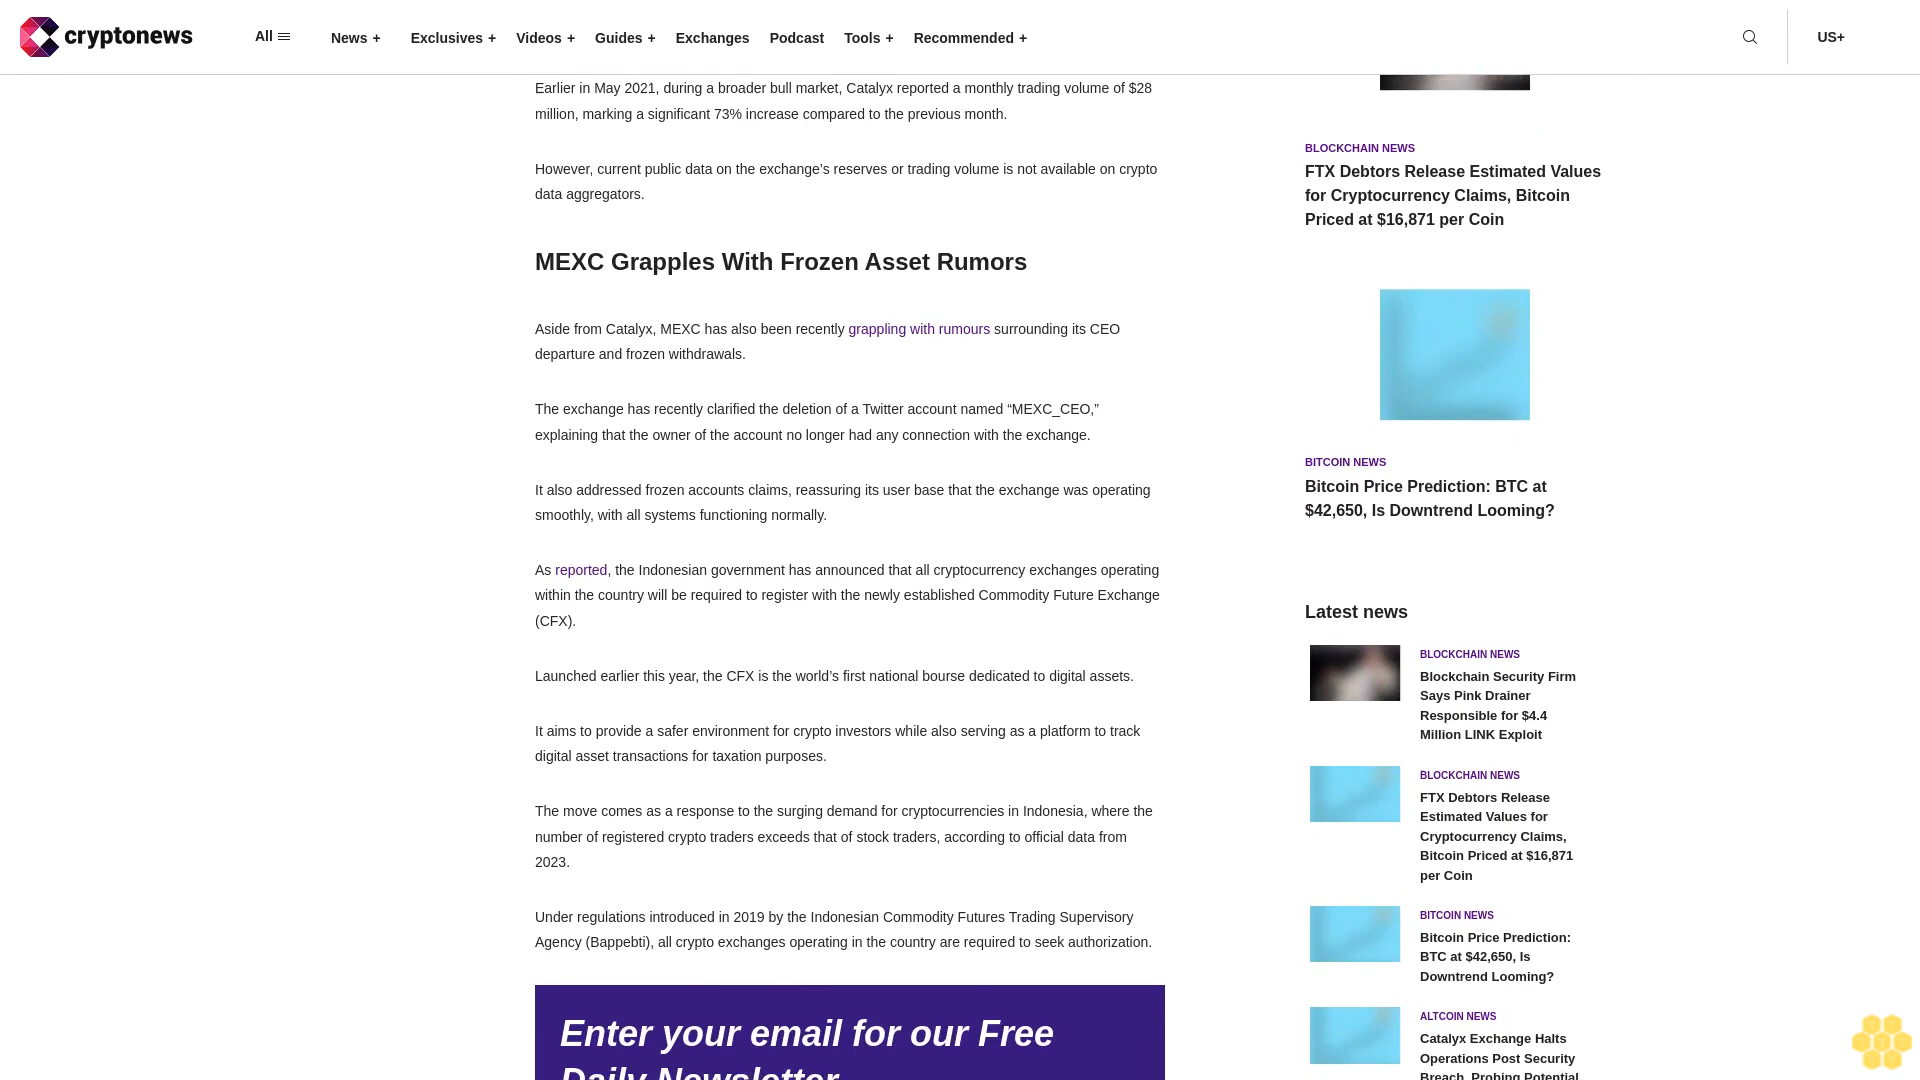 cryptonews
All
News +
Exclusives +
Videos +
Guides +
Exchanges
Podcast
Tools +
Recommended +
US+
Earlier in May 2021, during a broader bull market, Catalyx reported a monthly trading volume of $28
million, marking a significant 73% increase compared to the previous month.
However, current public data on the exchange’s reserves or trading volume is not available on crypto
data aggregators.
MEXC Grapples With Frozen Asset Rumors
Aside from Catalyx, MEXC has also been recently grappling with rumours surrounding its CEO
departure and frozen withdrawals.
The exchange has recently clarified the deletion of a Twitter account named “MEXC_CEO,”
explaining that the owner of the account no longer had any connection with the exchange.
It also addressed frozen accounts claims, reassuring its user base that the exchange was operating
smoothly, with all systems functioning normally.
As reported, the Indonesian government has announced that all cryptocurrency exchanges operating
within the country will be required to register with the newly established Commodity Future Exchange
(CFX).
Launched earlier this year, the CFX is the world’s first national bourse dedicated to digital assets.
It aims to provide a safer environment for crypto investors while also serving as a platform to track
digital asset transactions for taxation purposes.
The move comes as a response to the surging demand for cryptocurrencies in Indonesia, where the
number of registered crypto traders exceeds that of stock traders, according to official data from
2023.
Under regulations introduced in 2019 by the Indonesian Commodity Futures Trading Supervisory
Agency (Bappebti), all crypto exchanges operating in the country are required to seek authorization.
Enter your email for our Free
Daily Newsletter
BLOCKCHAIN NEWS
FTX Debtors Release Estimated Values
for Cryptocurrency Claims, Bitcoin
Priced at $16,871 per Coin
BITCOIN NEWS
Bitcoin Price Prediction: BTC at
$42,650, Is Downtrend Looming?
Latest news
BLOCKCHAIN NEWS
Blockchain Security Firm
Says Pink Drainer
Responsible for $4.4
Million LINK Exploit
BLOCKCHAIN NEWS
FTX Debtors Release
Estimated Values for
Cryptocurrency Claims,
Bitcoin Priced at $16,871
per Coin
BITCOIN NEWS
Bitcoin Price Prediction:
BTC at $42,650, Is
Downtrend Looming?
ALTCOIN NEWS
Catalyx Exchange Halts
Operations Post Security
Breach, Probing Potential